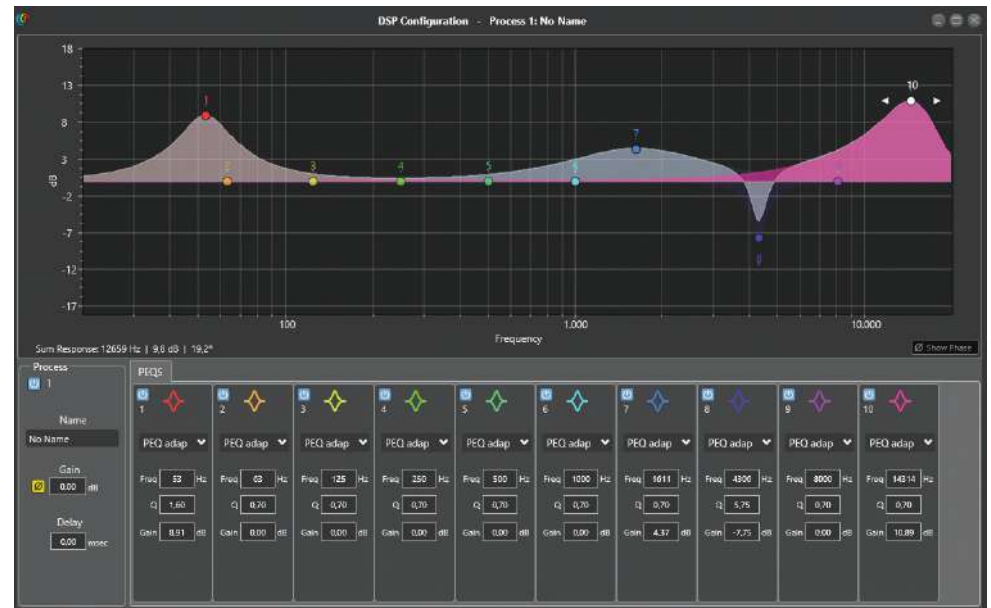 DSP Configuration - Process 1: No Name
18
13
8
3
-2
-7
-12
-17
dB
1
2
3
4
5
7
10
100
1.000
10.000
Frequency
Sum Response: 12659 Hz | 9,8 dB | 19,2°
Ø Show Phase
Process
1
Name
No Name
Gain
Ø 0,00 dB
Delay
0,00 msec
PEQS
1 2 3 4 5 6 7 8 9 10
PEQ adap PEQ adap PEQ adap PEQ adap PEQ adap PEQ adap PEQ adap PEQ adap PEQ adap PEQ adap
Freq 53 Hz Freq 63 Hz Freq 125 Hz Freq 250 Hz Freq 500 Hz Freq 1000 Hz Freq 1611 Hz Freq 4300 Hz Freq 8000 Hz Freq 14314 Hz
Q 1,60 Q 0,70 Q 0,70 Q 0,70 Q 0,70 Q 0,70 Q 0,70 Q 5,75 Q 0,70 Q 0,70
Gain 8,91 dB Gain 0,00 dB Gain 0,00 dB Gain 0,00 dB Gain 0,00 dB Gain 0,00 dB Gain 4,37 dB Gain -7,75 dB Gain 0,00 dB Gain 10,89 dB